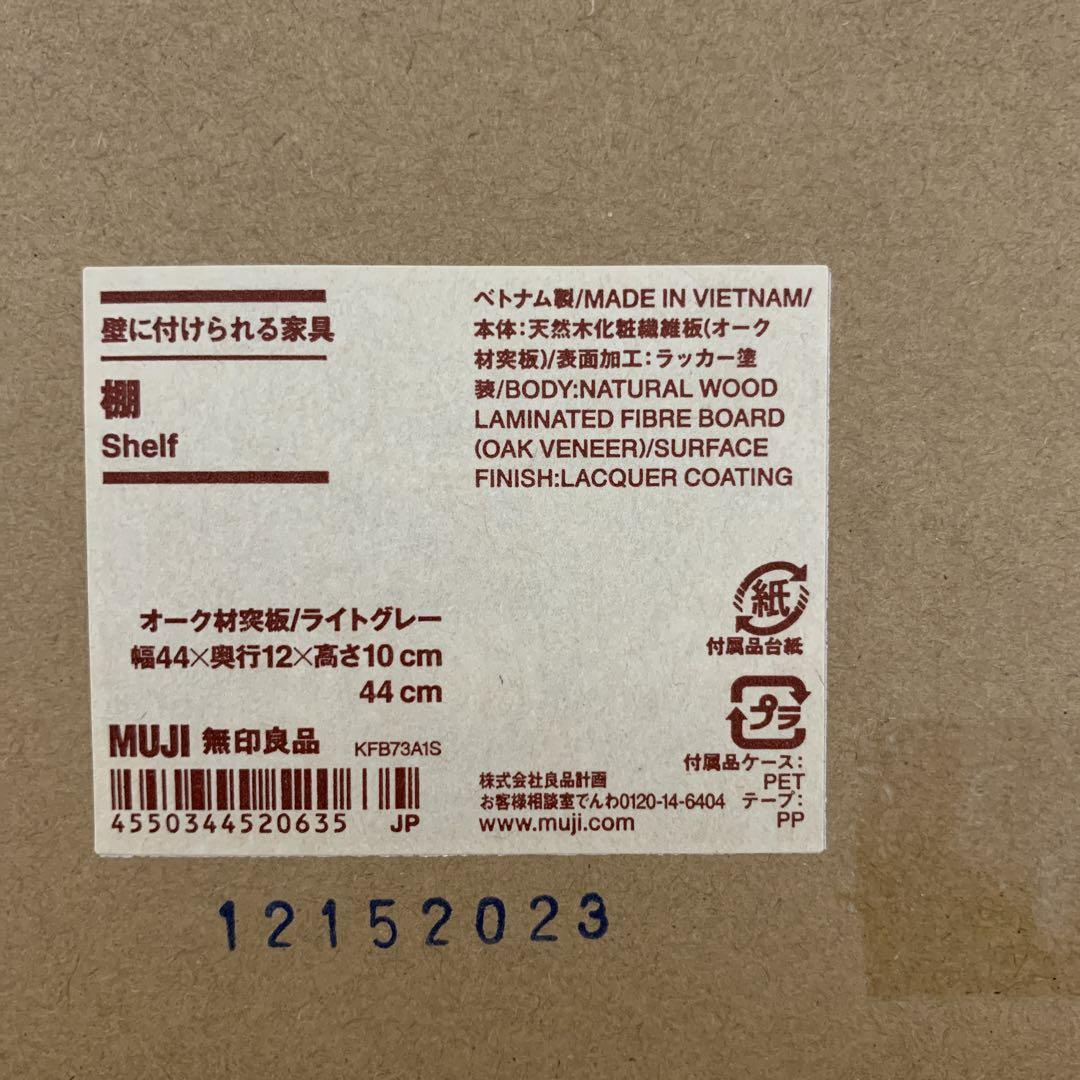 壁に付けられる家具
棚
Shelf
オーク材突板/ライトグレー
幅44×奥行12×高さ10 cm
44 cm
MUJI 無印良品 KFB73A1S
4550344520635 JP
ベトナム製/MADE IN VIETNAM/
本体:天然木化粧繊維板(オーク
材突板)/表面加工:ラッカー塗
装/BODY:NATURAL WOOD
LAMINATED FIBRE BOARD
(OAK VENEER)/SURFACE
FINISH:LACQUER COATING
紙
付属品台紙
プラ
付属品ケース:
PET
テープ:
PP
株式会社良品計画
お客様相談室でんわ0120-14-6404
www.muji.com
12152023